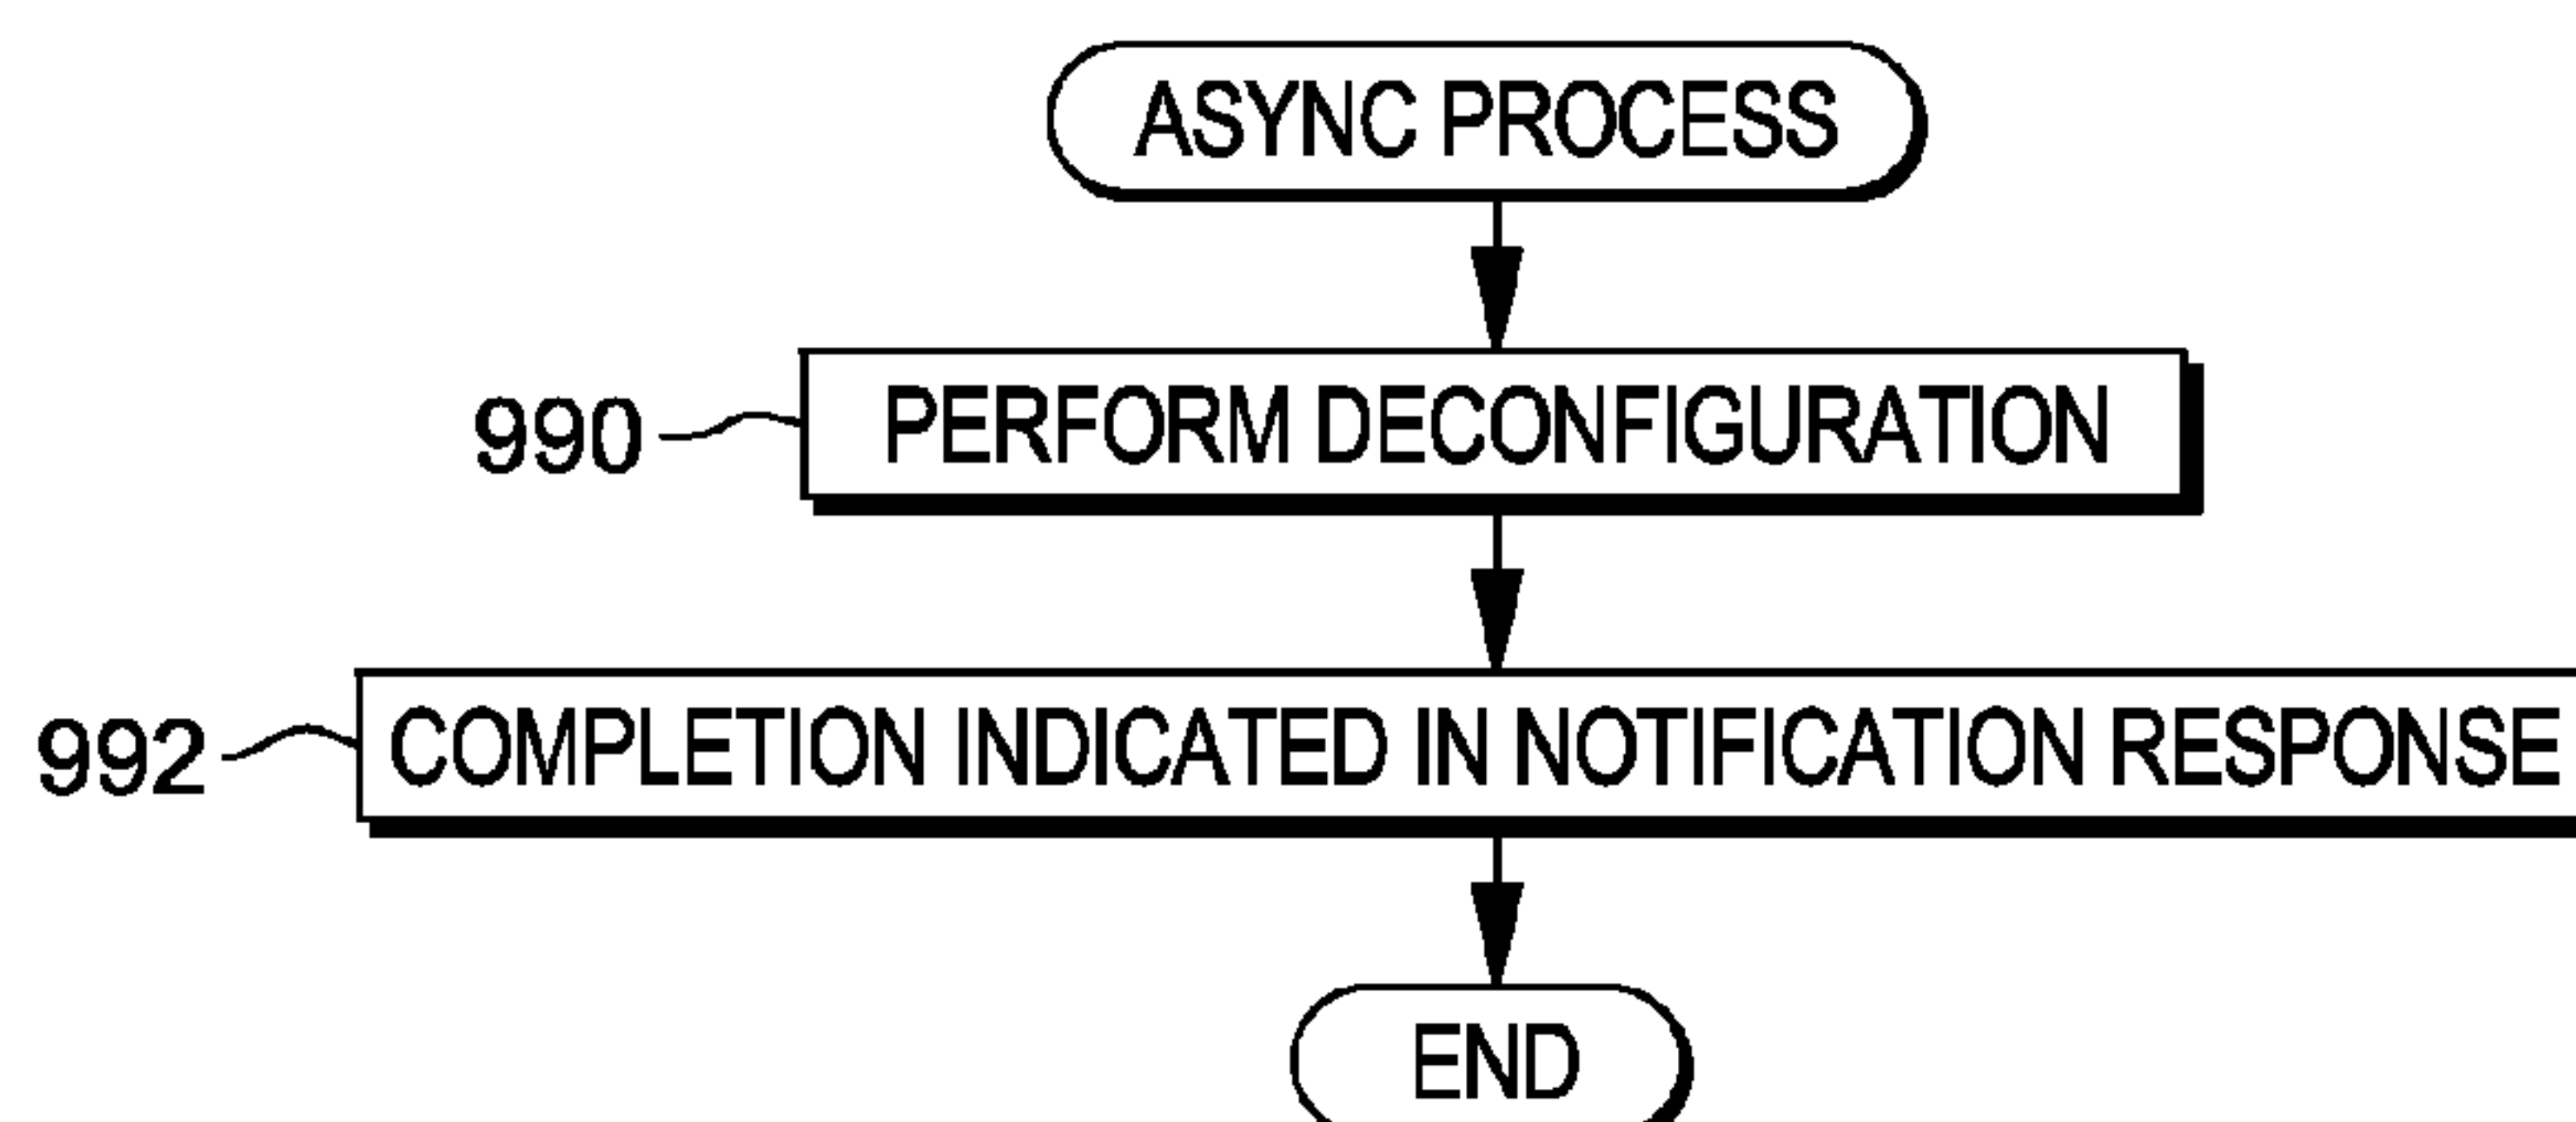 ASYNC PROCESS
990 PERFORM DECONFIGURATION
992 COMPLETION INDICATED IN NOTIFICATION RESPONSE
END